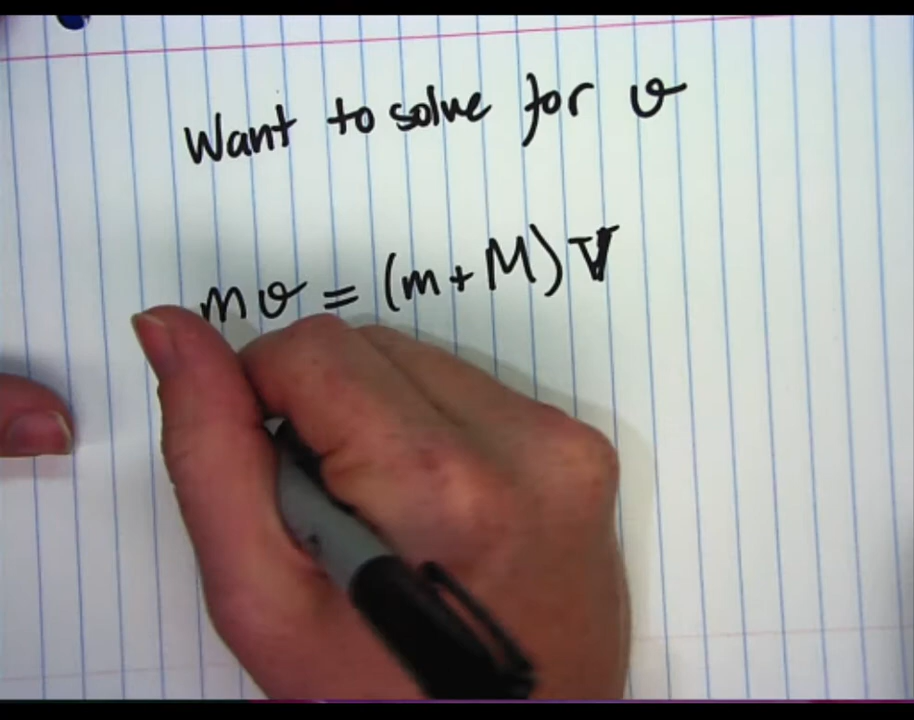 Want to solve for v
mv = (m + M) V